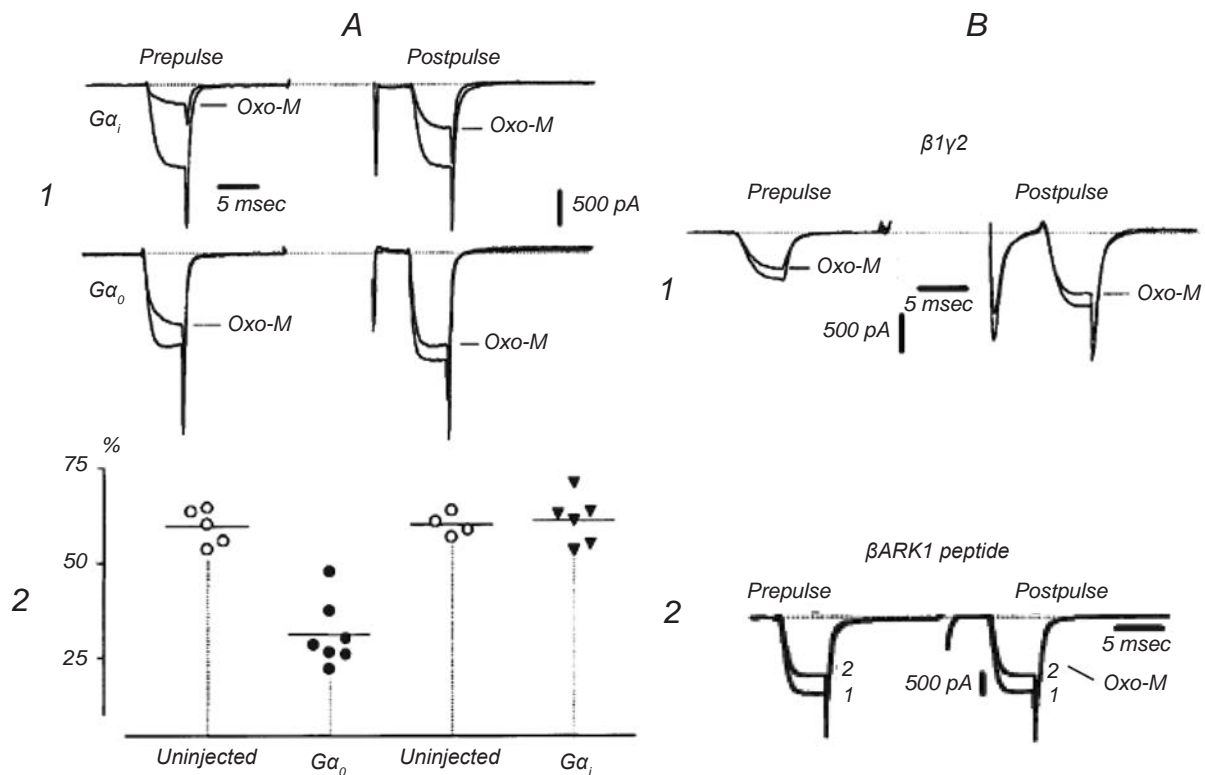 A
Prepulse
Postpulse
Gαi
Oxo-M
Oxo-M
1
5 msec
500 pA
Gα0
Oxo-M
Oxo-M
%
75
50
25
2
Uninjected
Gα0
Uninjected
Gαi
B
β1γ2
Prepulse
Postpulse
Oxo-M
Oxo-M
1
5 msec
500 pA
βARK1 peptide
Prepulse
Postpulse
2
5 msec
2
1
500 pA
2
1
Oxo-M